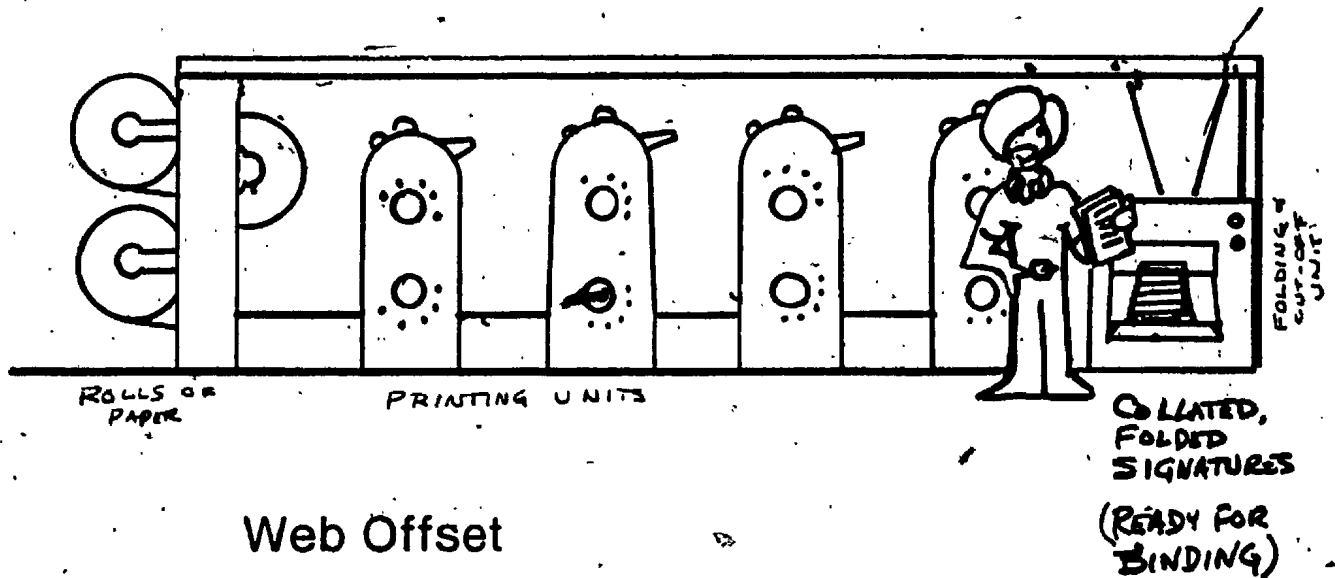 ROLLS OF
PAPER
PRINTING UNITS
FOLDING &
CUT-OFF
UNIT
COLLATED,
FOLDED
SIGNATURES
(READY FOR
BINDING)
Web Offset